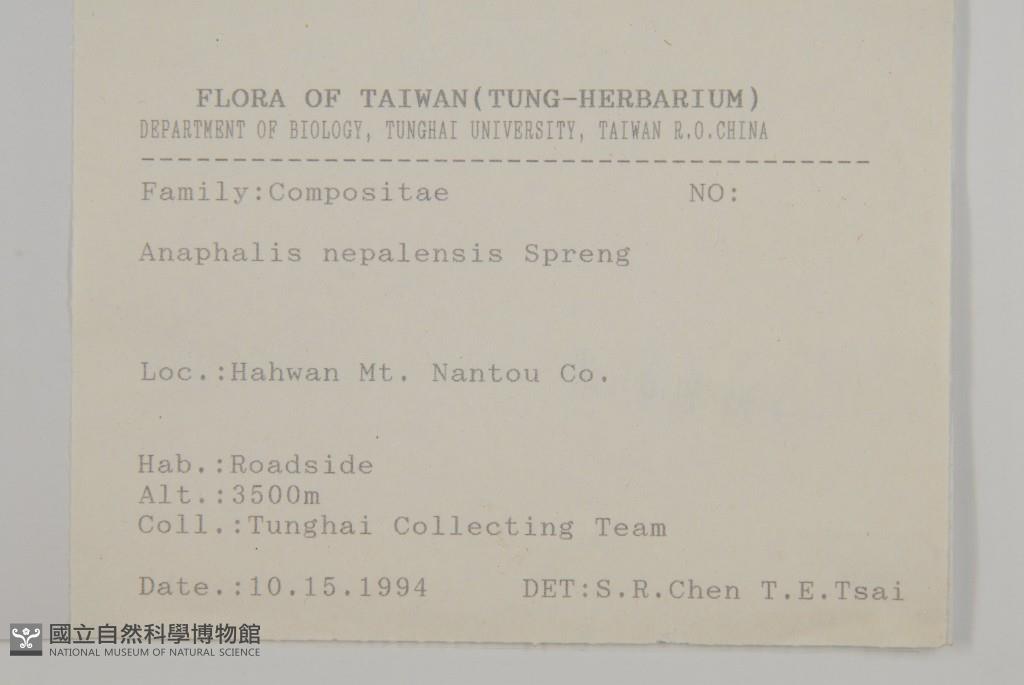 FLORA OF TAIWAN(TUNG-HERBARIUM)
DEPARTMENT OF BIOLOGY, TUNGHAI UNIVERSITY, TAIWAN R.O.CHINA
----------------------------------------
Family:Compositae NO:
Anaphalis nepalensis Spreng
Loc.:Hahwan Mt. Nantou Co.
Hab.:Roadside
Alt.:3500m
Coll.:Tunghai Collecting Team
Date.:10.15.1994 DET:S.R.Chen T.E.Tsai
國立自然科學博物館
NATIONAL MUSEUM OF NATURAL SCIENCE